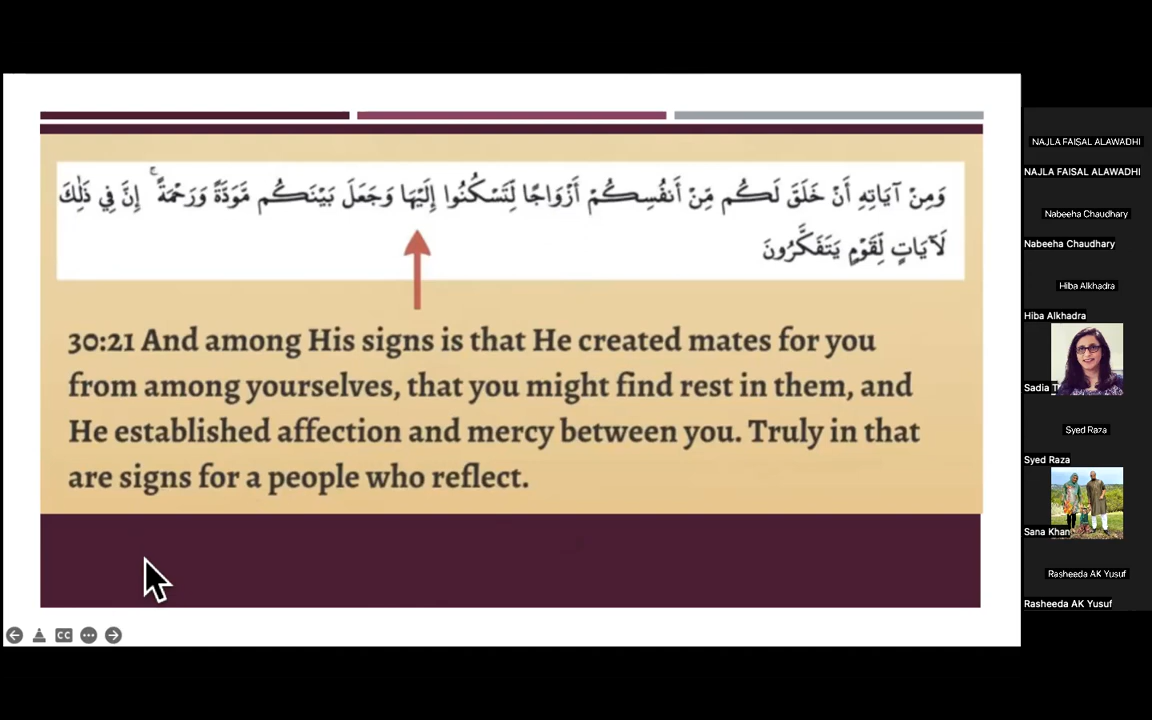 وَمِنْ آيَاتِهِ أَنْ خَلَقَ لَكُم مِّنْ أَنفُسِكُمْ أَزْوَاجًا لِّتَسْكُنُوا إِلَيْهَا وَجَعَلَ بَيْنَكُم مَّوَدَّةً وَرَحْمَةً ۚ إِنَّ فِي ذَٰلِكَ
لَآيَاتٍ لِّقَوْمٍ يَتَفَكَّرُونَ
30:21 And among His signs is that He created mates for you
from among yourselves, that you might find rest in them, and
He established affection and mercy between you. Truly in that
are signs for a people who reflect.
CC
NAJLA FAISAL ALAWADHI
NAJLA FAISAL ALAWADHI
Nabeeha Chaudhary
Nabeeha Chaudhary
Hiba Alkhadra
Hiba Alkhadra
Sadia
Syed Raza
Syed Raza
Sana Khan
Rasheeda AK Yusuf
Rasheeda AK Yusuf